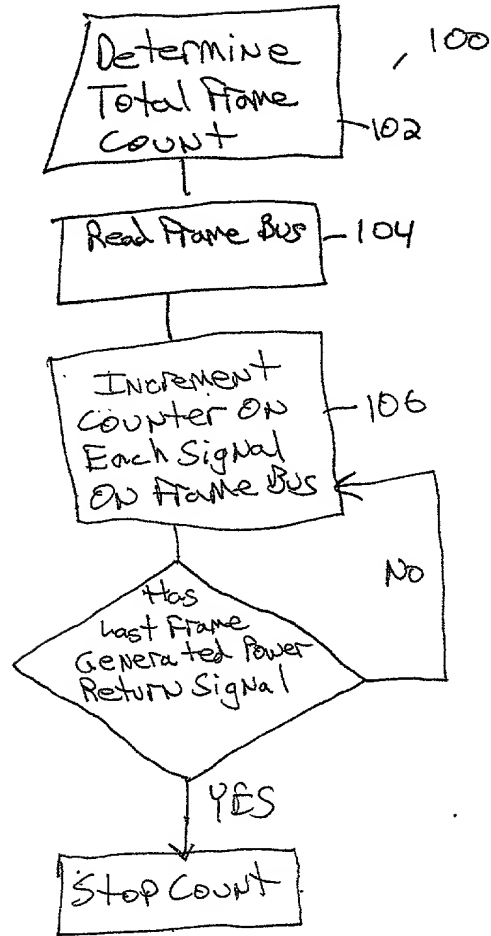 Determine
Total Frame
Count
100
102
Read Frame Bus
104
Increment
Counter On
Each Signal
On Frame Bus
106
Has
Last Frame
Generated Power
Return Signal
No
YES
Stop Count